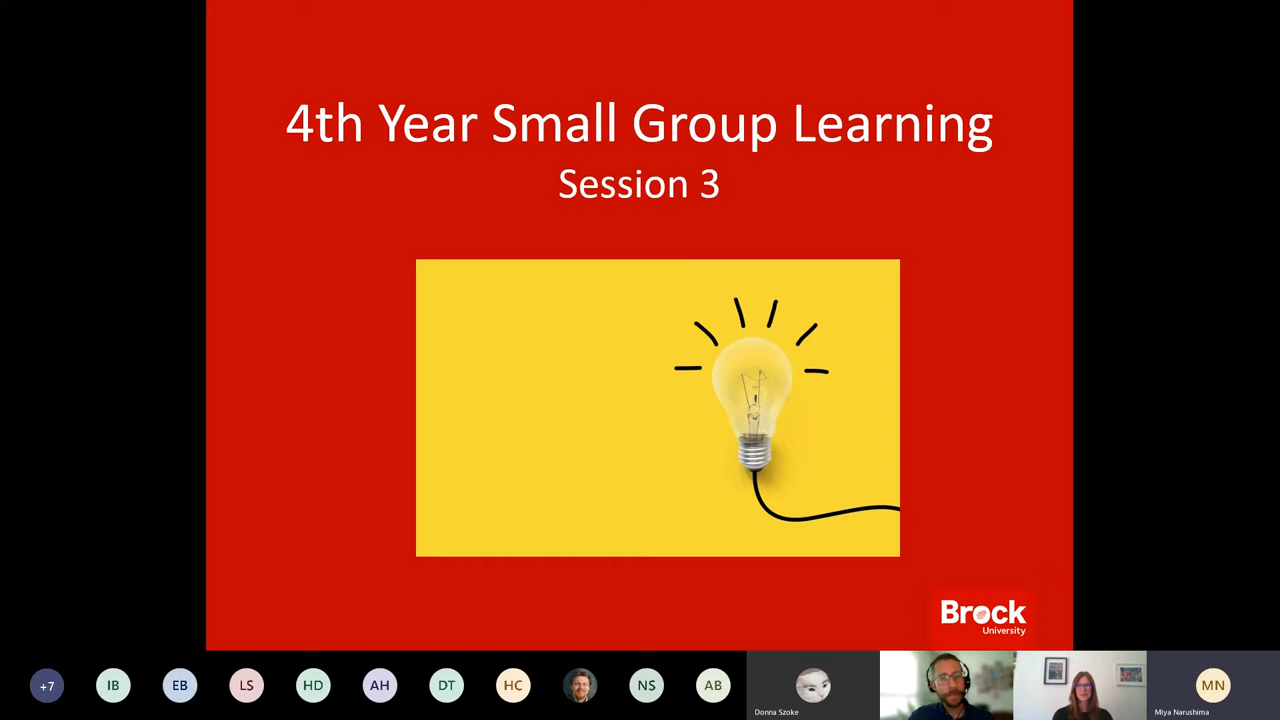 4th Year Small Group Learning
Session 3
Brock
University
+7
IB
EB
LS
HD
AH
DT
HC
NS
AB
Donna Szoke
MN
Miya Narushima